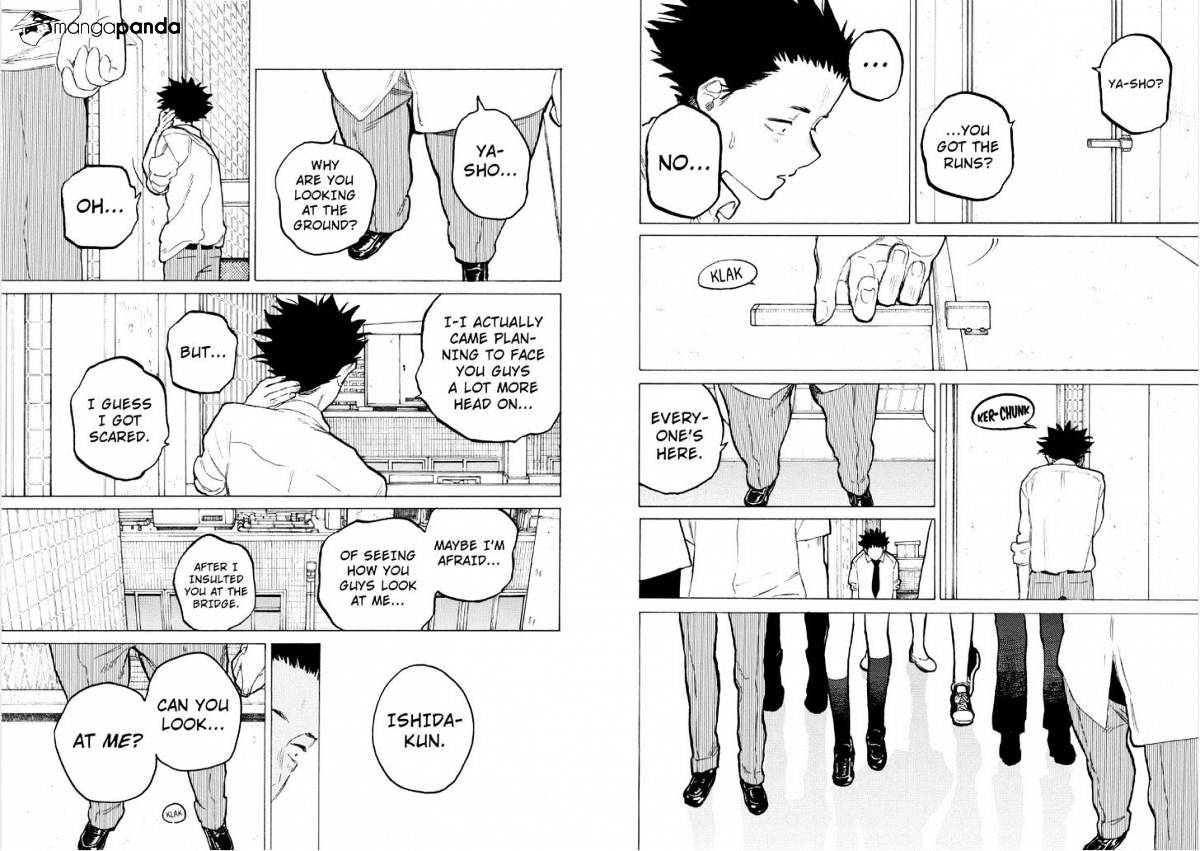 YA-SHO?
...YOU
GOT THE
RUNS?
...
NO...
KLAK
KER-CHUNK
EVERY-
ONE'S
HERE.
mangapanda
YA-
SHO...
WHY
ARE YOU
LOOKING
AT THE
GROUND?
OH...
I-I ACTUALLY
CAME PLAN-
NING TO FACE
YOU GUYS
A LOT MORE
HEAD ON...
BUT...
I GUESS
I GOT
SCARED.
MAYBE I'M
AFRAID...
OF SEEING
HOW YOU
GUYS LOOK
AT ME...
AFTER I
INSULTED
YOU AT THE
BRIDGE.
ISHIDA-
KUN.
CAN YOU
LOOK...
AT ME?
KLAK